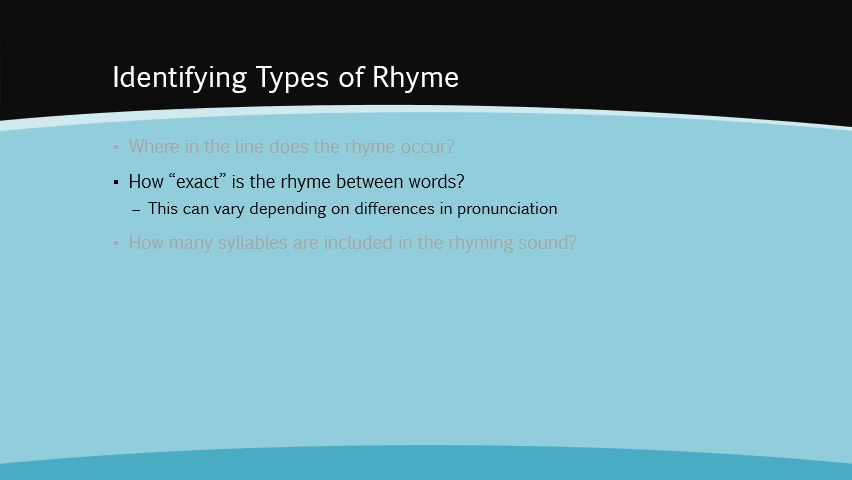 Identifying Types of Rhyme
▪ Where in the line does the rhyme occur?
▪ How “exact” is the rhyme between words?
– This can vary depending on differences in pronunciation
▪ How many syllables are included in the rhyming sound?